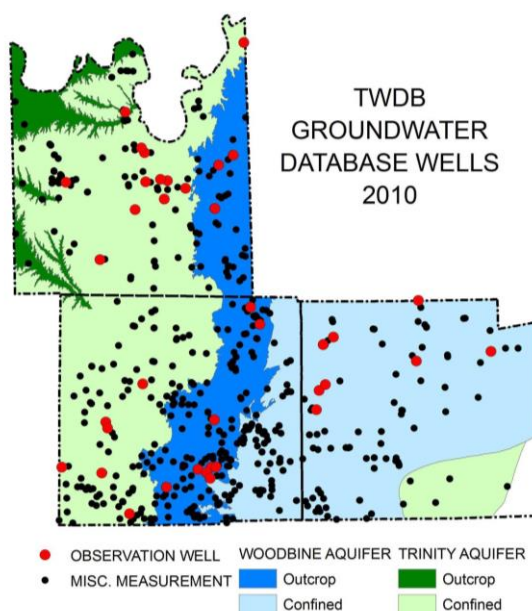 TWDB
GROUNDWATER
DATABASE WELLS
2010
OBSERVATION WELL
MISC. MEASUREMENT
WOODBINE AQUIFER
Outcrop
Confined
TRINITY AQUIFER
Outcrop
Confined